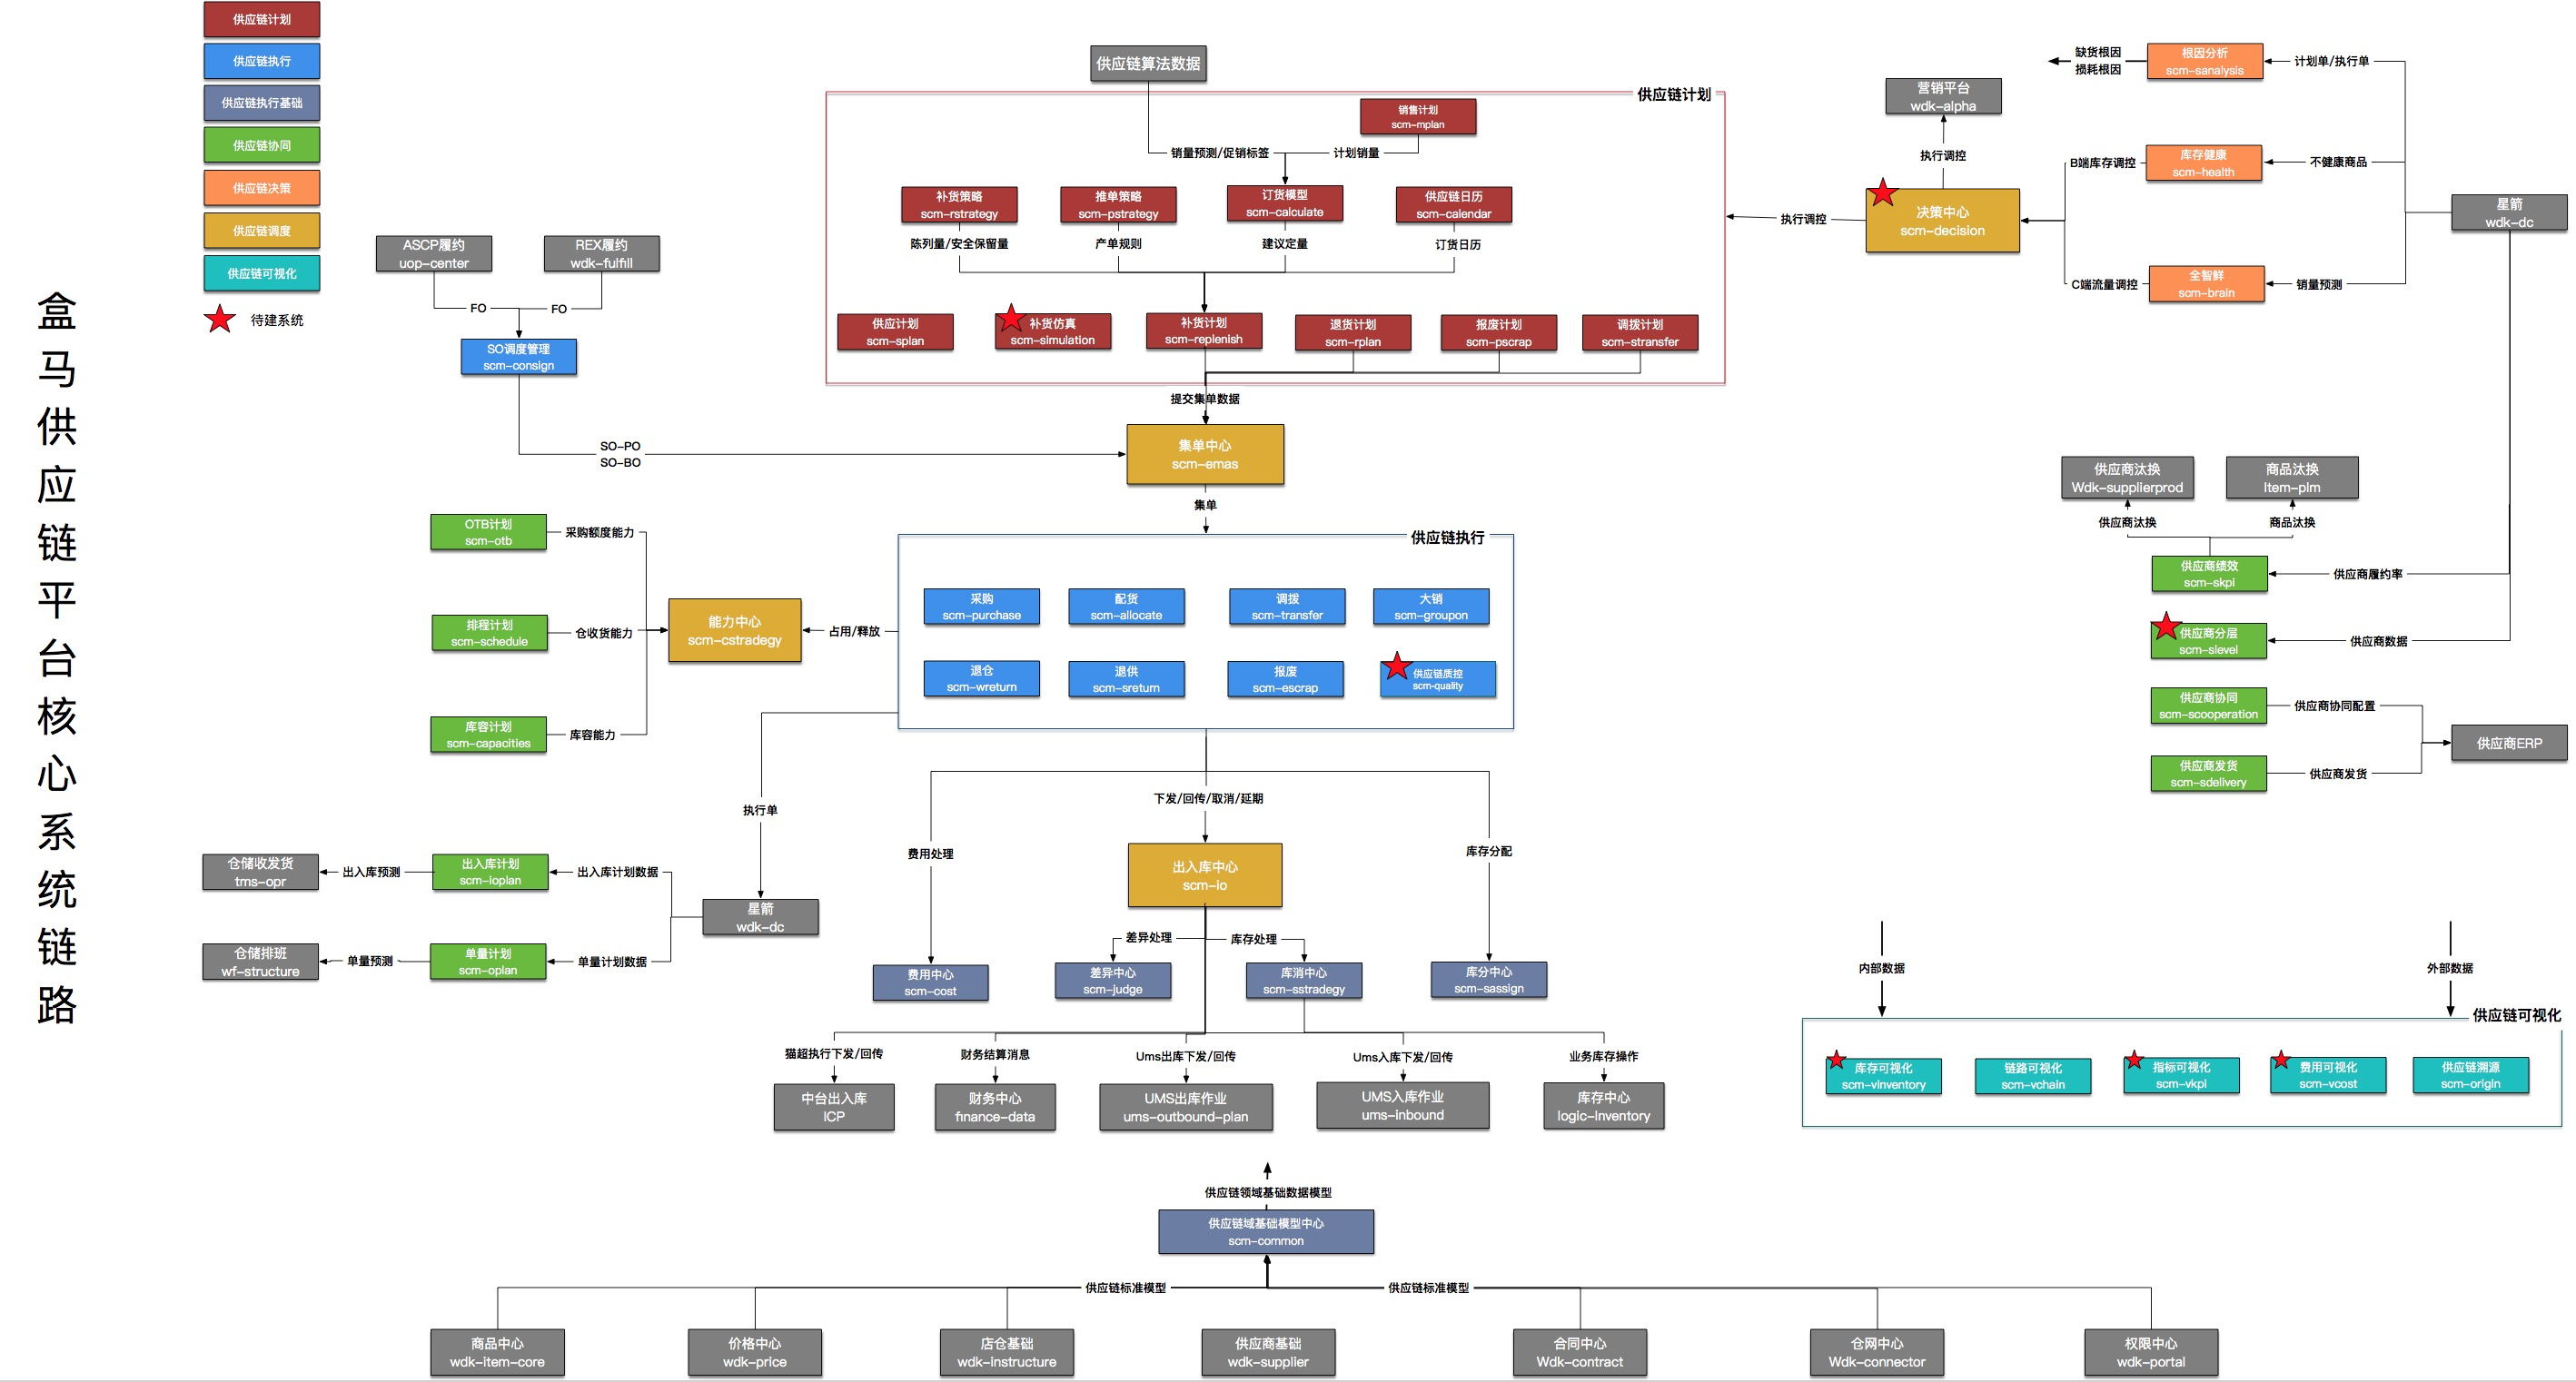 盒马供应链平台核心系统链路
供应链计划
供应链执行
供应链执行基础
供应链协同
供应链决策
供应链调度
供应链可视化
待建系统
供应链算法数据
供应链计划
销售计划
scm-mplan
销量预测/促销标签
计划销量
补货策略
scm-rstrategy
推单策略
scm-pstrategy
订货模型
scm-calculate
供应链日历
scm-calendar
陈列量/安全保留量
产单规则
建议定量
订货日历
供应计划
scm-splan
补货仿真
scm-simulation
补货计划
scm-replenish
退货计划
scm-rplan
报废计划
scm-pscrap
调拨计划
scm-stransfer
提交集单数据
ASCP履约
uop-center
REX履约
wdk-fulfill
FO
FO
SO调度管理
scm-consign
SO-PO
SO-BO
集单中心
scm-emas
集单
缺货根因
损耗根因
根因分析
scm-sanalysis
计划单/执行单
营销平台
wdk-alpha
执行调控
B端库存调控
库存健康
scm-health
不健康商品
决策中心
scm-decision
执行调控
星箭
wdk-dc
C端流量调控
全智鲜
scm-brain
销量预测
供应商汰换
Wdk-supplierprod
商品汰换
Item-plm
供应商汰换
商品汰换
供应商绩效
scm-skpl
供应商履约率
供应商分层
scm-slevel
供应商数据
供应商协同
scm-scooperation
供应商协同配置
供应商ERP
供应商发货
scm-sdelivery
供应商发货
OTB计划
scm-otb
采购额度能力
排程计划
scm-schedule
仓收货能力
库容计划
scm-capacities
库容能力
能力中心
scm-cstradegy
占用/释放
供应链执行
采购
scm-purchase
配货
scm-allocate
调拨
scm-transfer
大销
scm-groupon
退仓
scm-wreturn
退供
scm-sreturn
报废
scm-escrap
供应链质控
scm-quality
执行单
费用处理
下发/回传/取消/延期
库存分配
仓储收发货
tms-opr
出入库预测
出入库计划
scm-ioplan
出入库计划数据
星箭
wdk-dc
仓储排班
wf-structure
单量预测
单量计划
scm-oplan
单量计划数据
出入库中心
scm-io
差异处理
库存处理
费用中心
scm-cost
差异中心
scm-judge
库消中心
scm-sstradegy
库分中心
scm-sassign
猫超执行下发/回传
财务结算消息
Ums出库下发/回传
Ums入库下发/回传
业务库存操作
中台出入库
ICP
财务中心
finance-data
UMS出库作业
ums-outbound-plan
UMS入库作业
ums-inbound
库存中心
logic-Inventory
内部数据
外部数据
供应链可视化
库存可视化
scm-vinventory
链路可视化
scm-vchain
指标可视化
scm-vkpl
费用可视化
scm-vcost
供应链溯源
scm-origin
供应链领域基础数据模型
供应链域基础模型中心
scm-common
供应链标准模型
供应链标准模型
商品中心
wdk-item-core
价格中心
wdk-price
店仓基础
wdk-instructure
供应商基础
wdk-supplier
合同中心
Wdk-contract
仓网中心
Wdk-connector
权限中心
wdk-portal